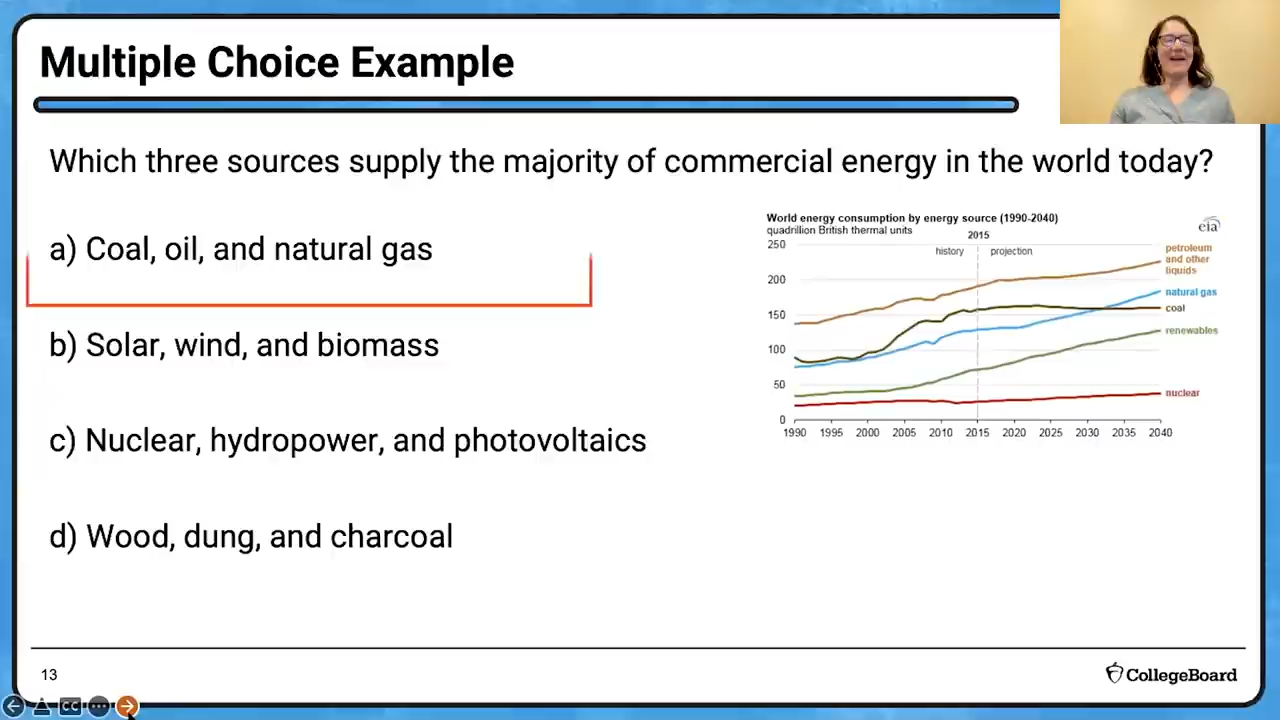 Multiple Choice Example
Which three sources supply the majority of commercial energy in the world today?
a) Coal, oil, and natural gas
b) Solar, wind, and biomass
c) Nuclear, hydropower, and photovoltaics
d) Wood, dung, and charcoal
World energy consumption by energy source (1990-2040)
quadrillion British thermal units
eia
2015
history
projection
250
200
150
100
50
0
1990 1995 2000 2005 2010 2015 2020 2025 2030 2035 2040
petroleum
and other
liquids
natural gas
coal
renewables
nuclear
13
CollegeBoard
CC